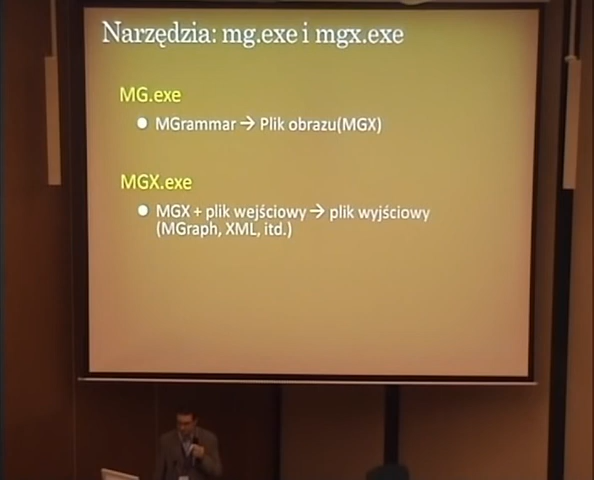 Narzędzia: mg.exe i mgx.exe
MG.exe
● MGrammar → Plik obrazu(MGX)
MGX.exe
● MGX + plik wejściowy → plik wyjściowy
(MGraph, XML, itd.)